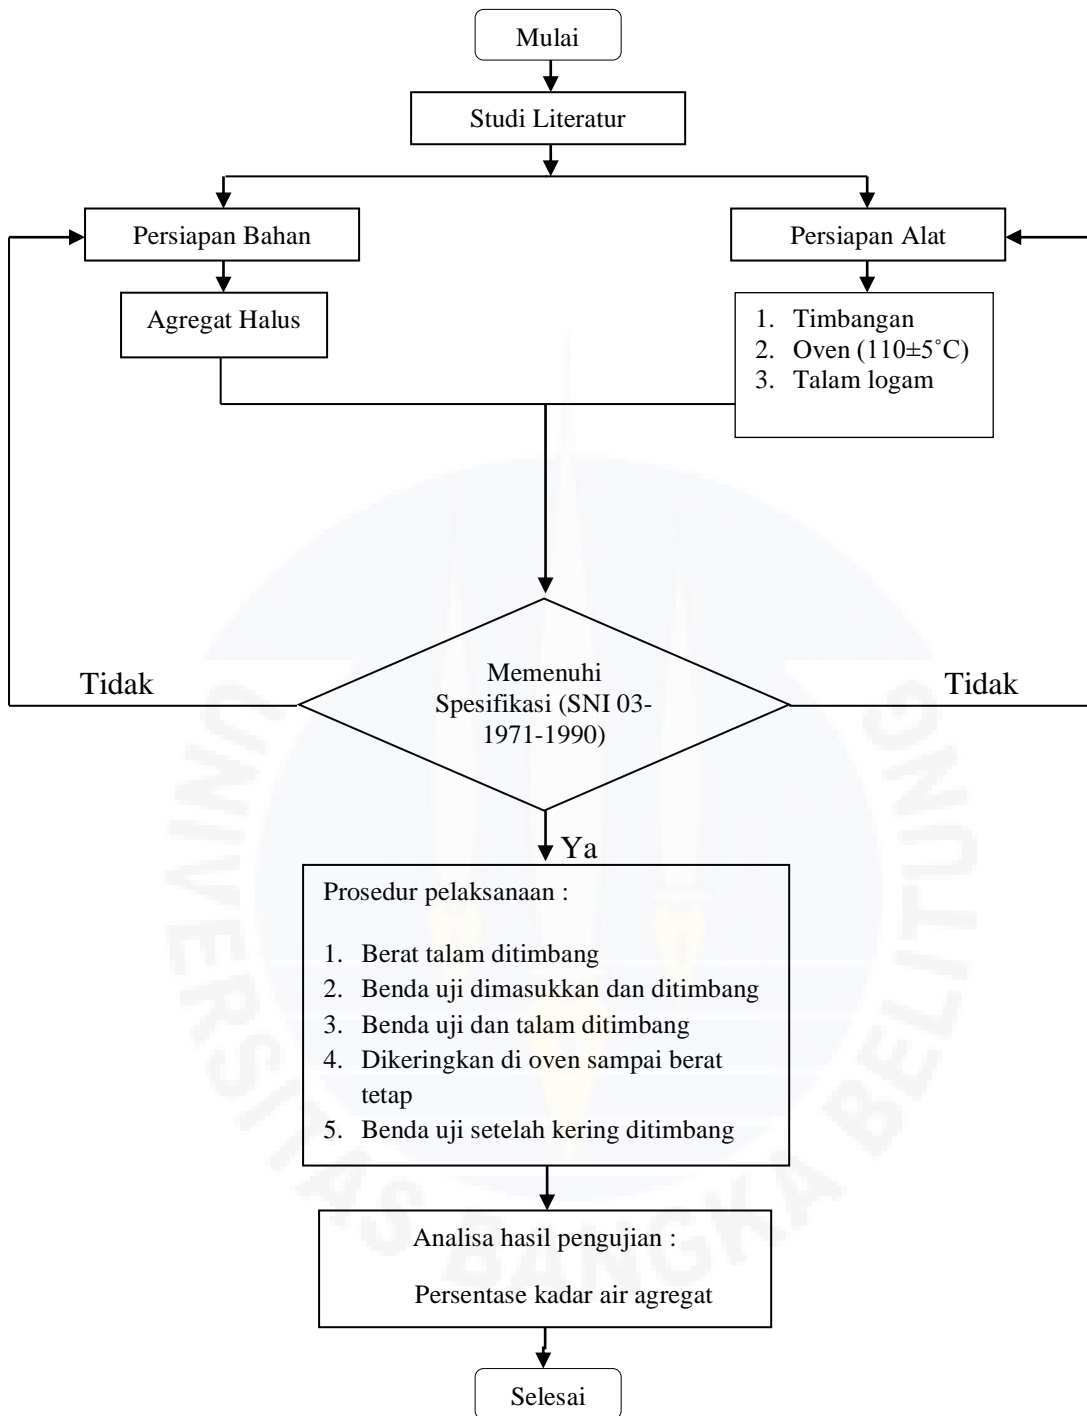 Mulai
Studi Literatur
Persiapan Bahan
Persiapan Alat
Agregat Halus
1. Timbangan
2. Oven (110±5˚C)
3. Talam logam
Memenuhi
Spesifikasi (SNI 03-
1971-1990)
Tidak
Tidak
Ya
Prosedur pelaksanaan :
1. Berat talam ditimbang
2. Benda uji dimasukkan dan ditimbang
3. Benda uji dan talam ditimbang
4. Dikeringkan di oven sampai berat
tetap
5. Benda uji setelah kering ditimbang
Analisa hasil pengujian :
Persentase kadar air agregat
Selesai
UNIVERSITAS BANGKA BELITUNG